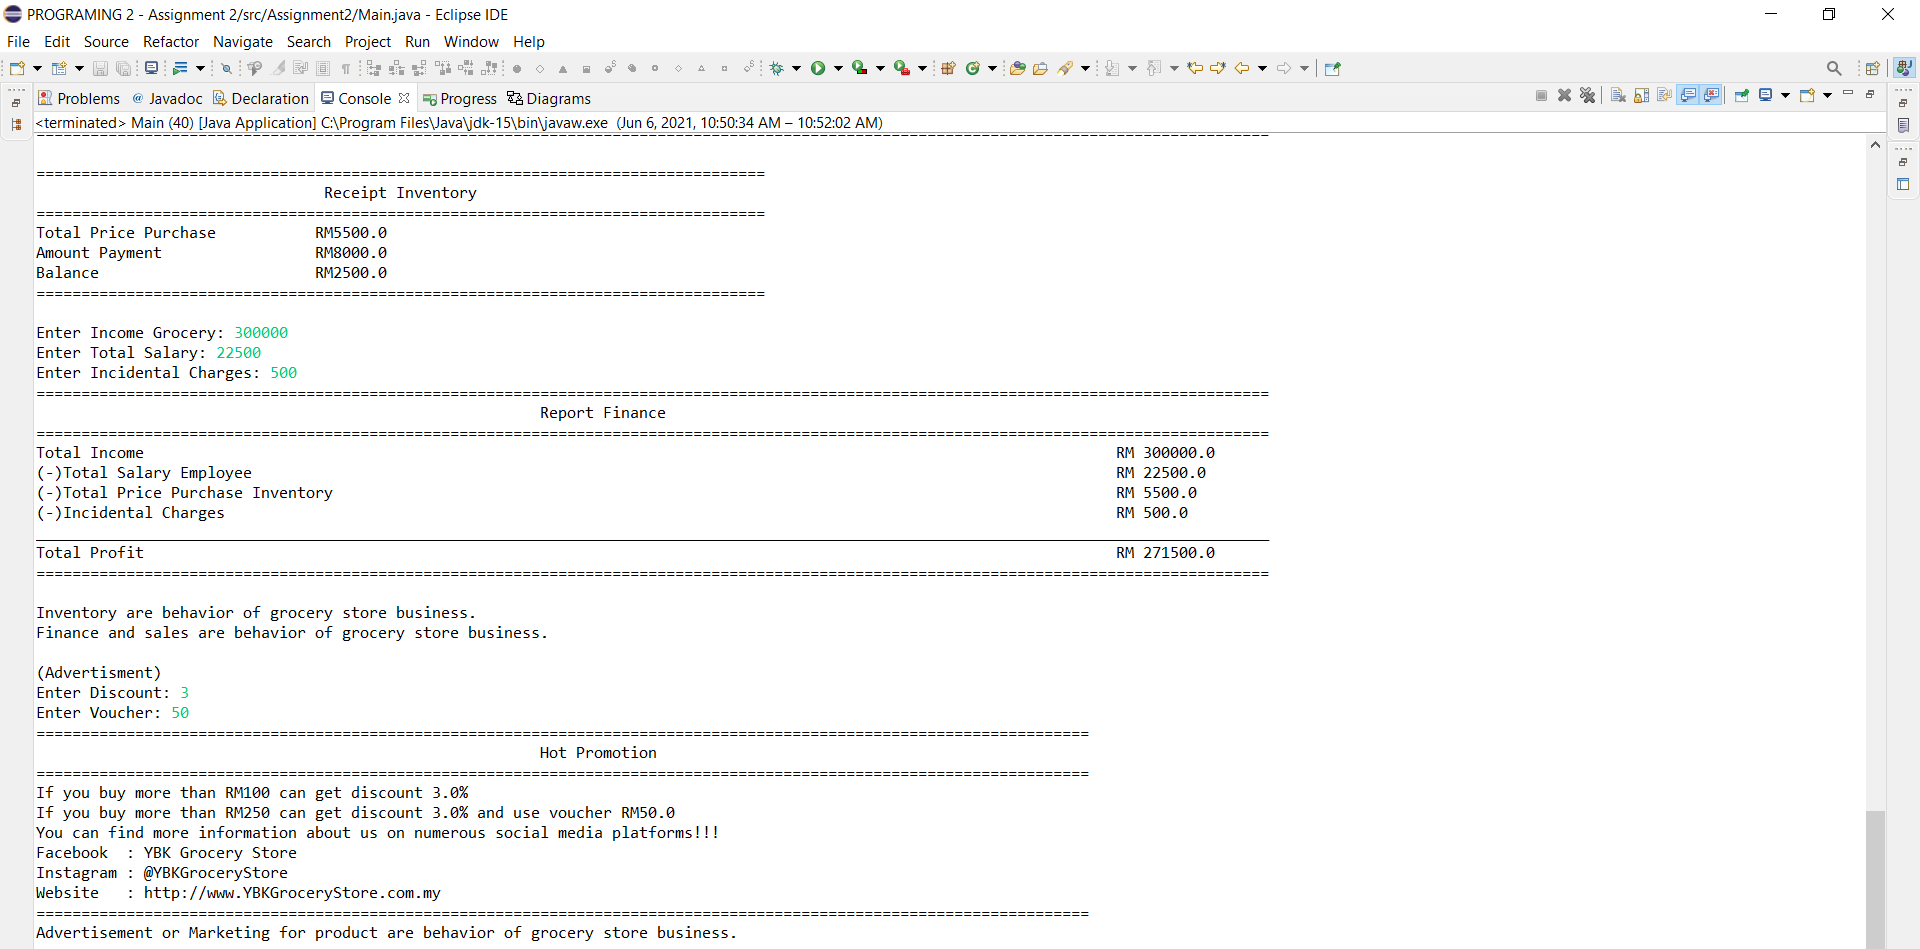 PROGRAMING 2 - Assignment 2/src/Assignment2/Main.java - Eclipse IDE
File Edit Source Refactor Navigate Search Project Run Window Help
Problems @ Javadoc Declaration Console Progress Diagrams
<terminated> Main (40) [Java Application] C:\Program Files\Java\jdk-15\bin\javaw.exe (Jun 6, 2021, 10:50:34 AM – 10:52:02 AM)
=========================================================================================================================================
=================================================================================
Receipt Inventory
=================================================================================
Total Price Purchase RM5500.0
Amount Payment RM8000.0
Balance RM2500.0
=================================================================================
Enter Income Grocery: 300000
Enter Total Salary: 22500
Enter Incidental Charges: 500
=========================================================================================================================================
Report Finance
=========================================================================================================================================
Total Income RM 300000.0
(-)Total Salary Employee RM 22500.0
(-)Total Price Purchase Inventory RM 5500.0
(-)Incidental Charges RM 500.0
_________________________________________________________________________________________________________________________________________
Total Profit RM 271500.0
=========================================================================================================================================
Inventory are behavior of grocery store business.
Finance and sales are behavior of grocery store business.
(Advertisment)
Enter Discount: 3
Enter Voucher: 50
=====================================================================================================================
Hot Promotion
=====================================================================================================================
If you buy more than RM100 can get discount 3.0%
If you buy more than RM250 can get discount 3.0% and use voucher RM50.0
You can find more information about us on numerous social media platforms!!!
Facebook : YBK Grocery Store
Instagram : @YBKGroceryStore
Website : http://www.YBKGroceryStore.com.my
=====================================================================================================================
Advertisement or Marketing for product are behavior of grocery store business.